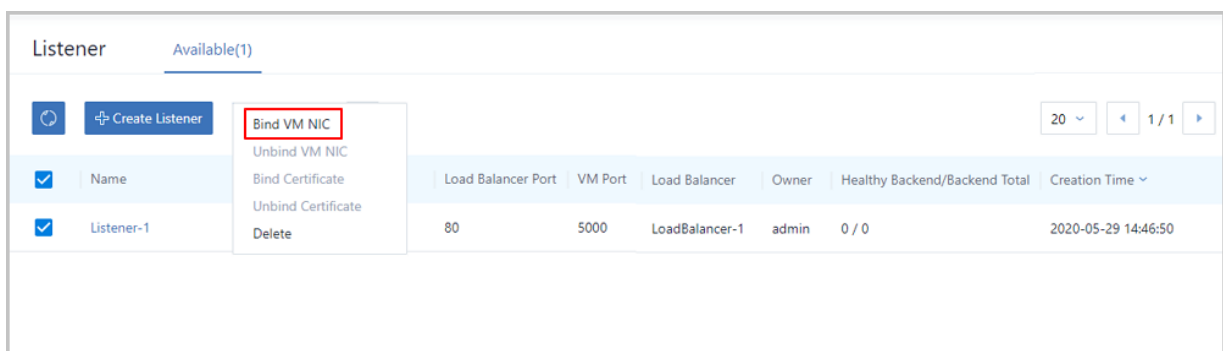 Listener Available(1)
Create Listener
Bind VM NIC
Unbind VM NIC
Bind Certificate
Unbind Certificate
Delete
20 1 / 1
Name Load Balancer Port VM Port Load Balancer Owner Healthy Backend/Backend Total Creation Time
Listener-1 80 5000 LoadBalancer-1 admin 0 / 0 2020-05-29 14:46:50